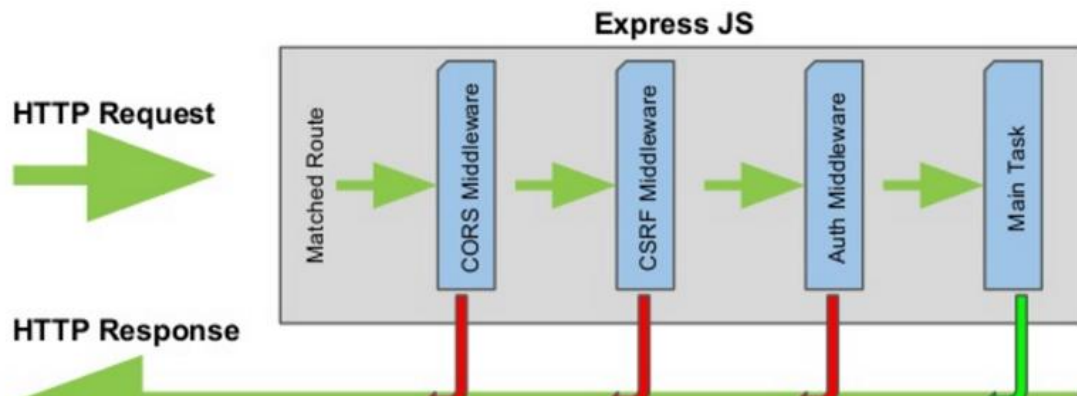 Express JS
HTTP Request
Matched Route
CORS Middleware
CSRF Middleware
Auth Middleware
Main Task
HTTP Response